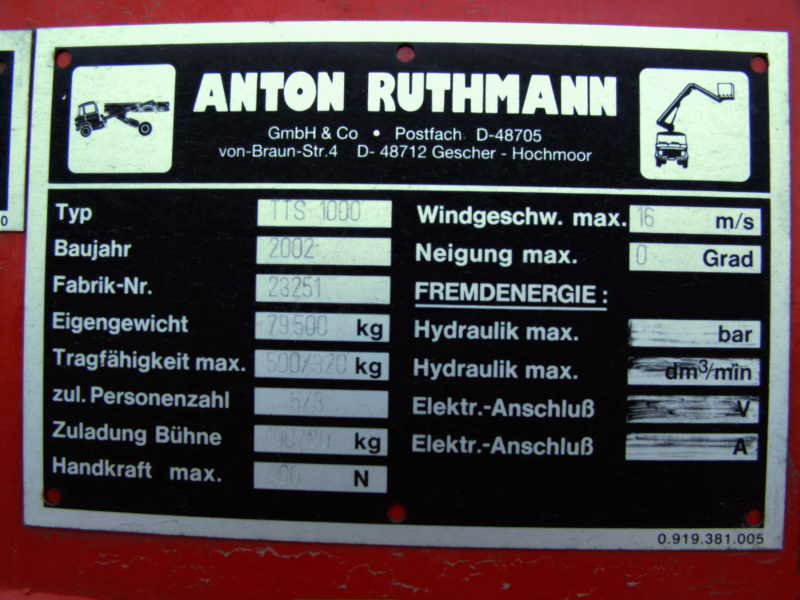 ANTON RUTHMANN
GmbH & Co • Postfach D-48705
von-Braun-Str.4 D- 48712 Gescher - Hochmoor
Typ TTS 1000
Baujahr 2002
Fabrik-Nr. 23251
Eigengewicht 79500 kg
Tragfähigkeit max. 500/320 kg
zul. Personenzahl 5/3
Zuladung Bühne kg
Handkraft max. N
Windgeschw. max. 16 m/s
Neigung max. 0 Grad
FREMDENERGIE:
Hydraulik max. bar
Hydraulik max. dm³/min
Elektr.-Anschluß V
Elektr.-Anschluß A
0.919.381.005
0